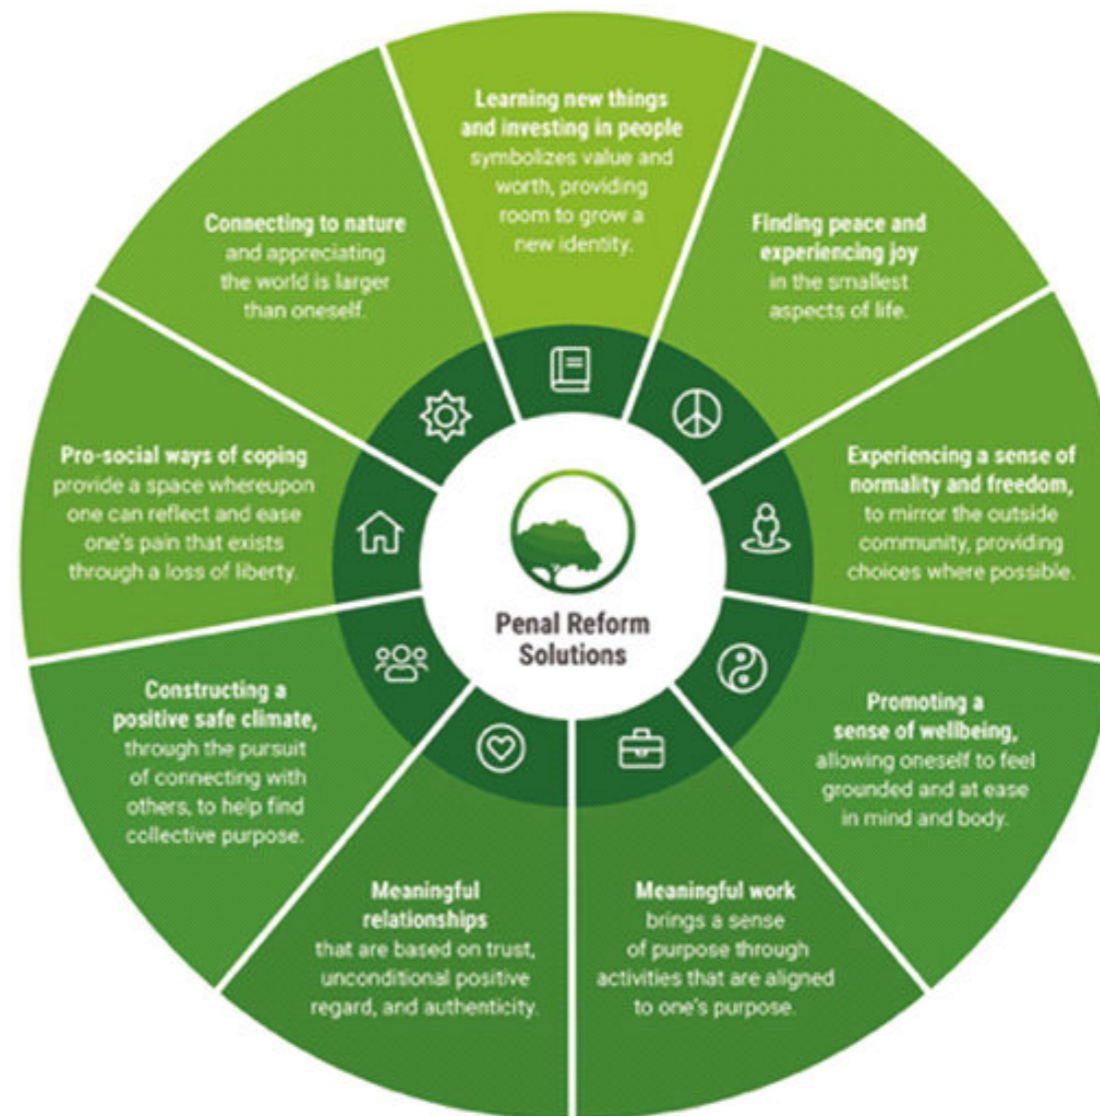 Learning new things
and investing in people
symbolizes value and
worth, providing
room to grow a
new identity.
Finding peace and
experiencing joy
in the smallest
aspects of life.
Experiencing a sense of
normality and freedom,
to mirror the outside
community, providing
choices where possible.
Promoting a
sense of wellbeing,
allowing oneself to feel
grounded and at ease
in mind and body.
Meaningful work
brings a sense
of purpose through
activities that are aligned
to one's purpose.
Meaningful
relationships
that are based on trust,
unconditional positive
regard, and authenticity.
Constructing a
positive safe climate,
through the pursuit
of connecting with
others, to help find
collective purpose.
Pro-social ways of coping
provide a space whereupon
one can reflect and ease
one's pain that exists
through a loss of liberty.
Connecting to nature
and appreciating
the world is larger
than oneself.
Penal Reform
Solutions